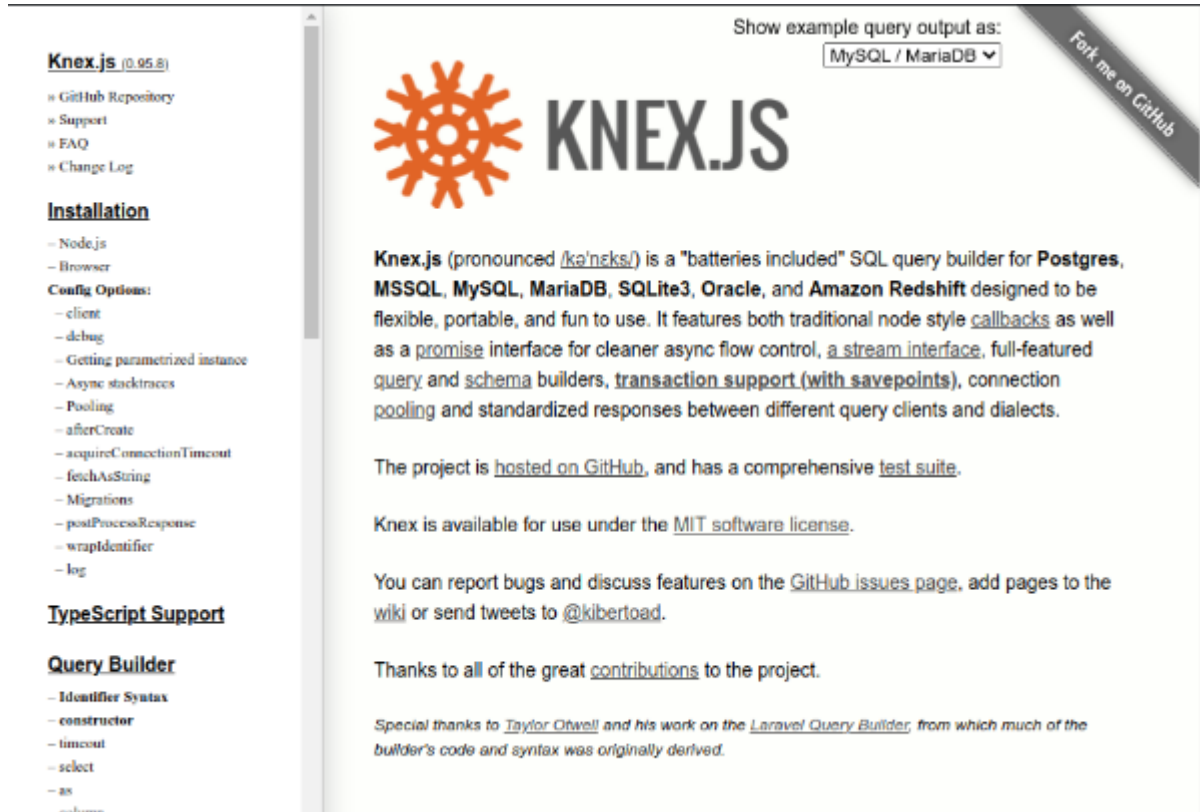 Knex.js (0.95.8)
» GitHub Repository
» Support
» FAQ
» Change Log
Installation
– Node.js
– Browser
Config Options:
– client
– debug
– Getting parametrized instance
– Async stacktraces
– Pooling
– afterCreate
– acquireConnectionTimeout
– fetchAsString
– Migrations
– postProcessResponse
– wrapIdentifier
– log
TypeScript Support
Query Builder
– Identifier Syntax
– constructor
– timeout
– select
– as
Show example query output as:
MySQL / MariaDB
Fork me on GitHub
KNEX.JS
Knex.js (pronounced /kəˈnɛks/) is a "batteries included" SQL query builder for Postgres,
MSSQL, MySQL, MariaDB, SQLite3, Oracle, and Amazon Redshift designed to be
flexible, portable, and fun to use. It features both traditional node style callbacks as well
as a promise interface for cleaner async flow control, a stream interface, full-featured
query and schema builders, transaction support (with savepoints), connection
pooling and standardized responses between different query clients and dialects.
The project is hosted on GitHub, and has a comprehensive test suite.
Knex is available for use under the MIT software license.
You can report bugs and discuss features on the GitHub issues page, add pages to the
wiki or send tweets to @kibertoad.
Thanks to all of the great contributions to the project.
Special thanks to Taylor Otwell and his work on the Laravel Query Builder, from which much of the
builder's code and syntax was originally derived.